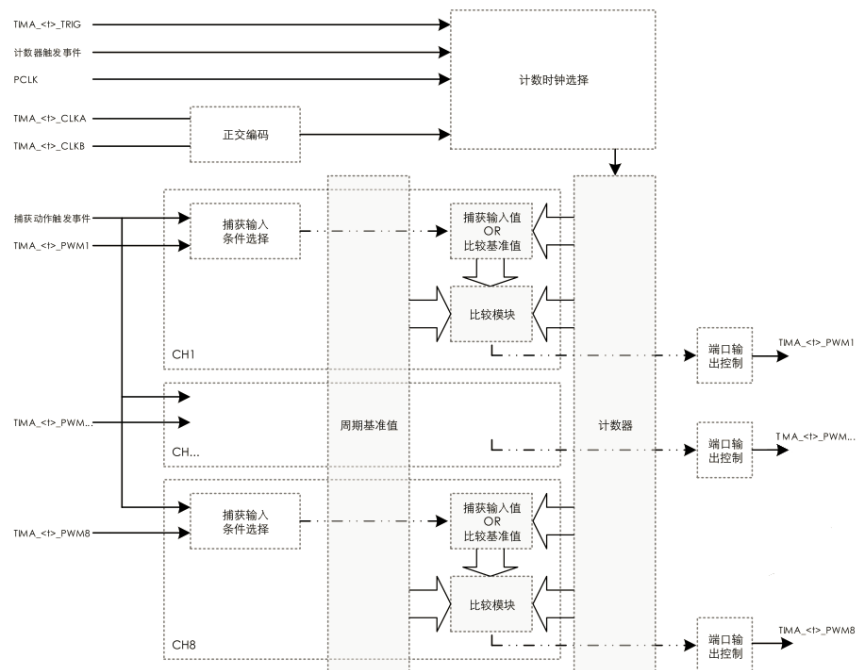 TIMA_<t>_TRIG
计数器触发事件
PCLK
计数时钟选择
TIMA_<t>_CLKA
TIMA_<t>_CLKB
正交编码
捕获动作触发事件
TIMA_<t>_PWM1
捕获输入
条件选择
捕获输入值
OR
比较基准值
比较模块
CH1
端口输
出控制
TIMA_<t>_PWM1
TIMA_<t>_PWM...
CH...
周期基准值
计数器
端口输
出控制
TMA_<t>_PWM...
TIMA_<t>_PWM8
捕获输入
条件选择
捕获输入值
OR
比较基准值
比较模块
CH8
端口输
出控制
TIMA_<t>_PWM8